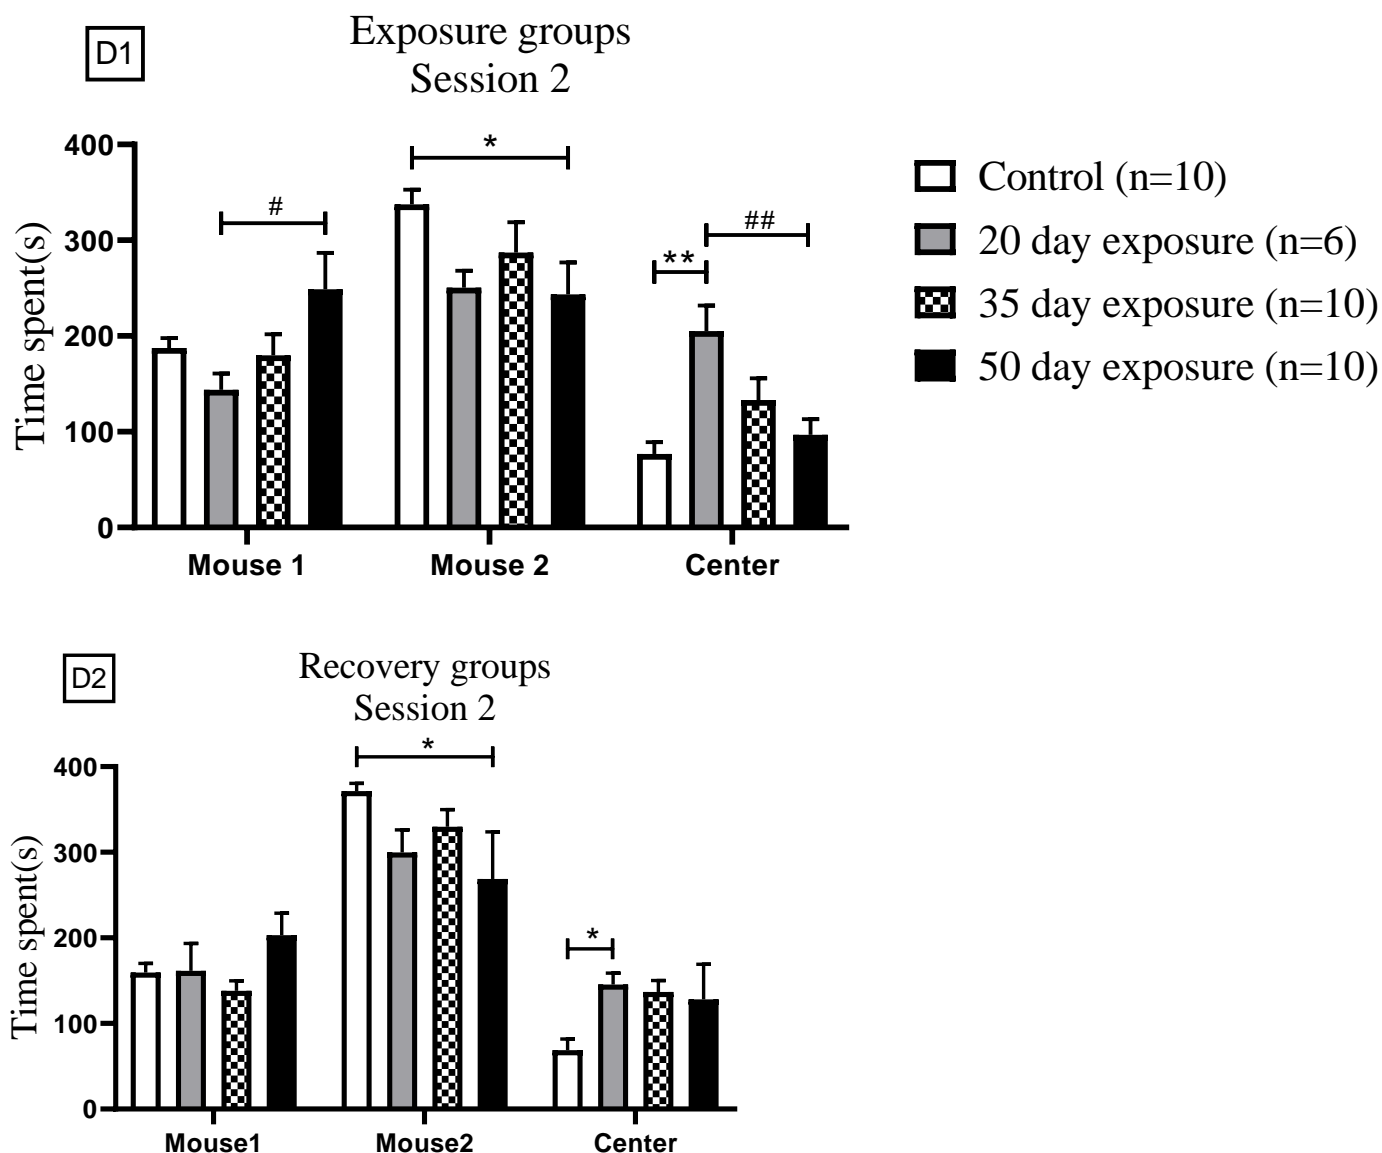 D1
Exposure groups
Session 2
Time spent(s)
400
300
200
100
0
#
*
**
##
Mouse 1
Mouse 2
Center
Control (n=10)
20 day exposure (n=6)
35 day exposure (n=10)
50 day exposure (n=10)
D2
Recovery groups
Session 2
Time spent(s)
400
300
200
100
0
*
*
Mouse1
Mouse2
Center